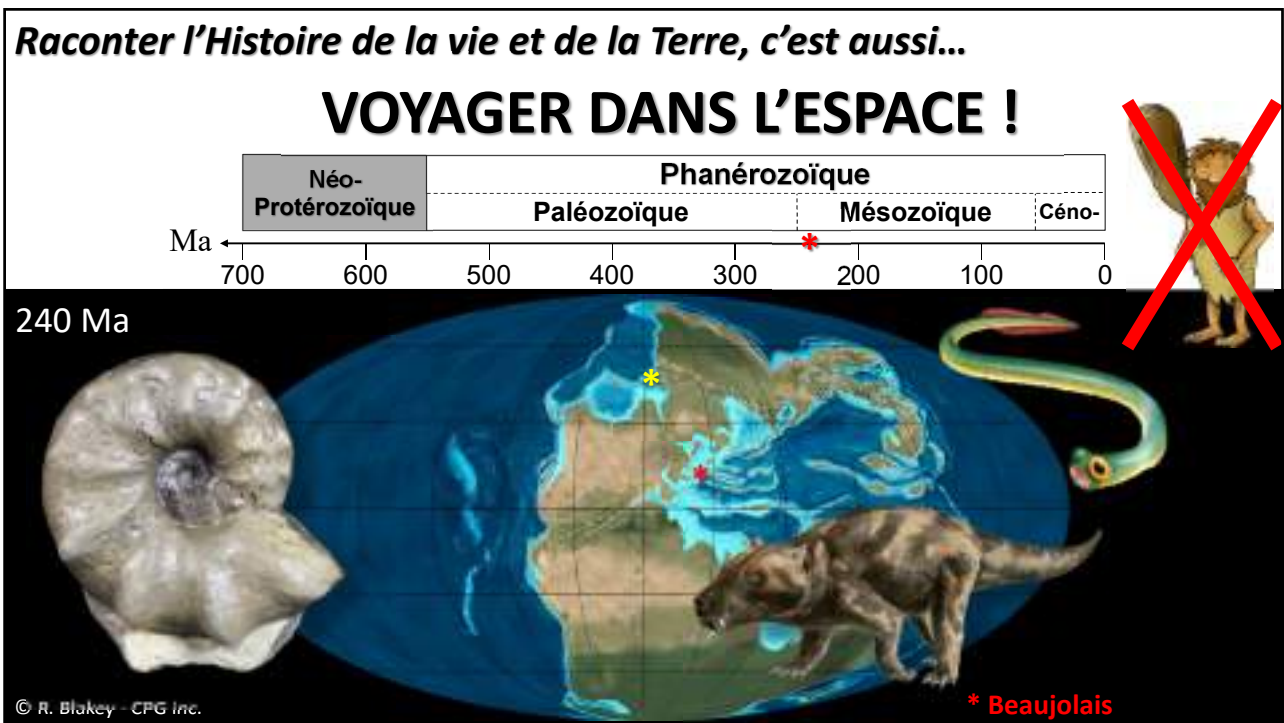 Raconter l’Histoire de la vie et de la Terre, c’est aussi…
VOYAGER DANS L’ESPACE !
Néo-
Protérozoïque
Phanérozoïque
Paléozoïque
Mésozoïque
Céno-
Ma
*
700
600
500
400
300
200
100
0
240 Ma
*
*
© R. Blakey - CPG Inc.
* Beaujolais